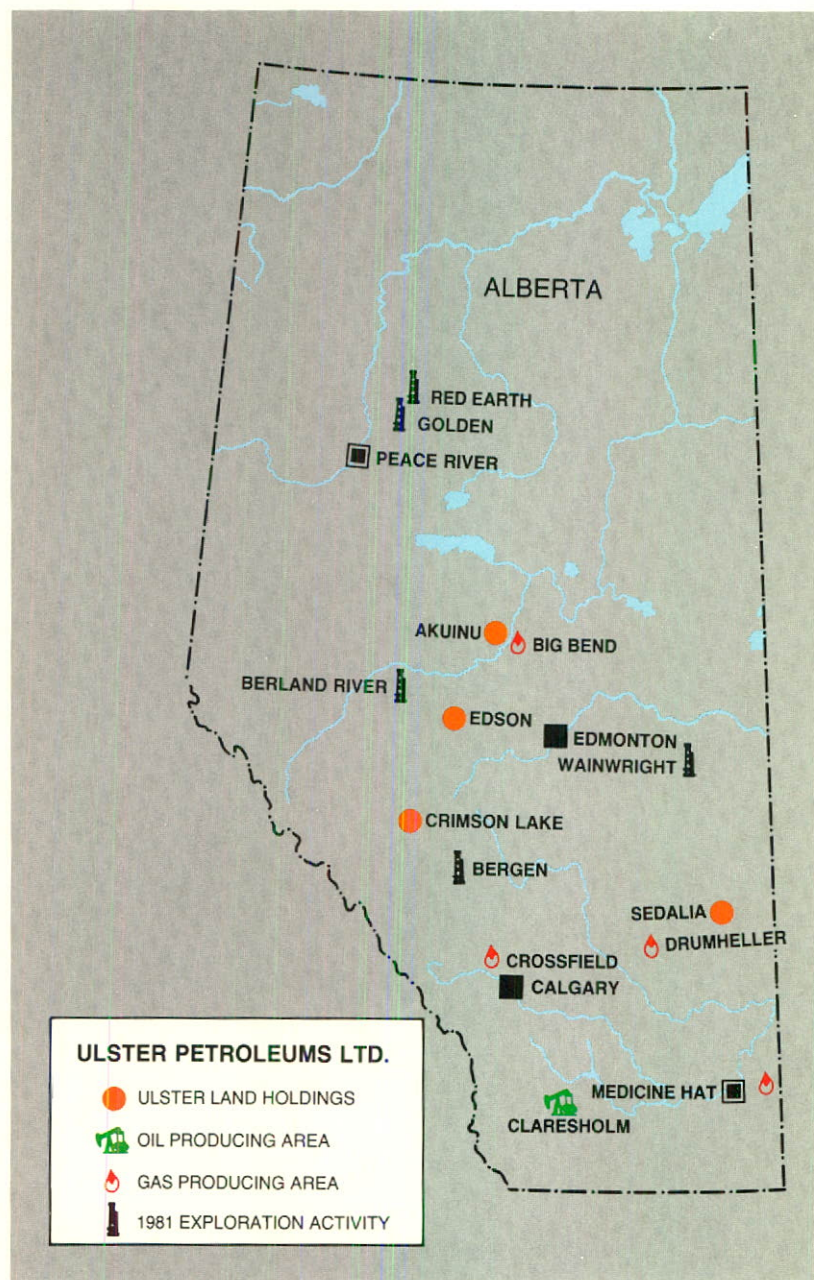 ALBERTA
RED EARTH
GOLDEN
PEACE RIVER
AKUINU
BIG BEND
BERLAND RIVER
EDSON
EDMONTON
WAINWRIGHT
CRIMSON LAKE
BERGEN
SEDALIA
DRUMHELLER
CROSSFIELD
CALGARY
MEDICINE HAT
CLARESHOLM
ULSTER PETROLEUMS LTD.
ULSTER LAND HOLDINGS
OIL PRODUCING AREA
GAS PRODUCING AREA
1981 EXPLORATION ACTIVITY